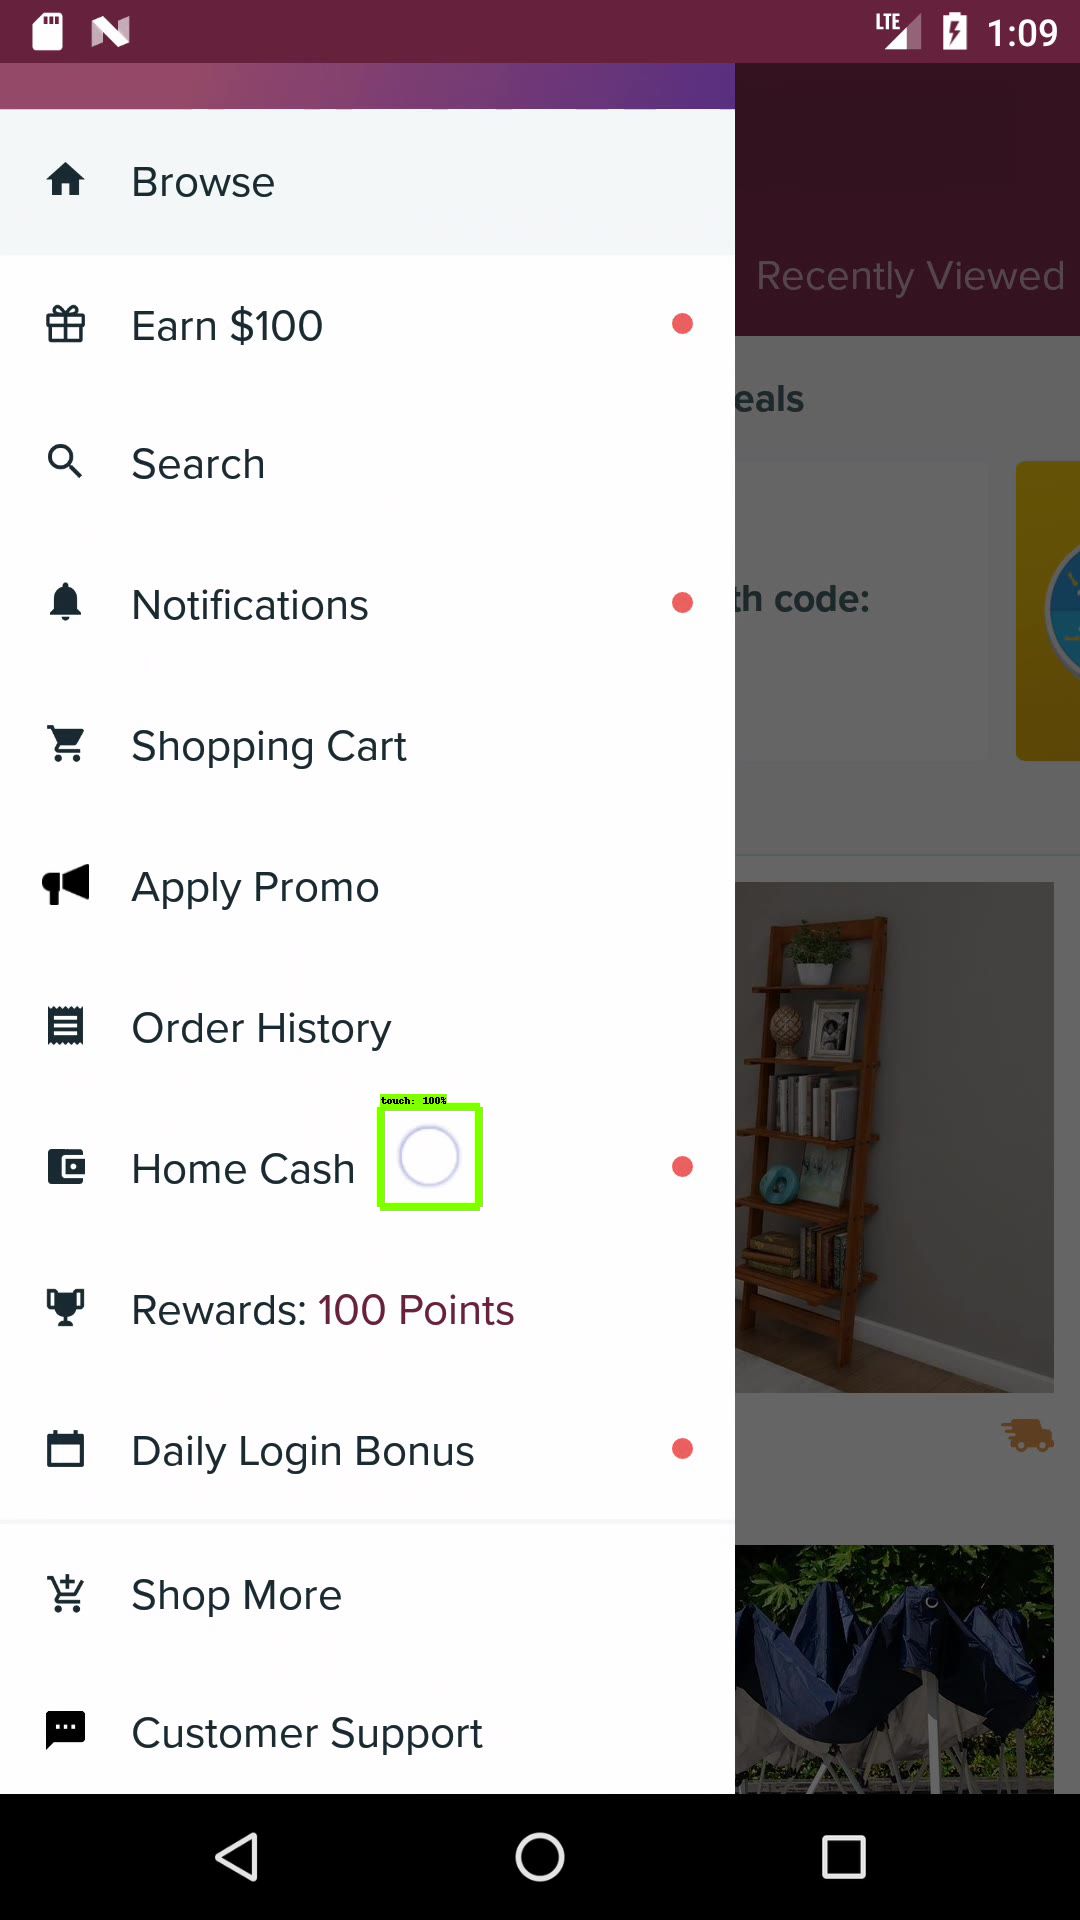 LTE 1:09
Browse
Recently Viewed
Earn $100
eals
Search
th code:
Notifications
Shopping Cart
Apply Promo
Order History
touch: 100%
Home Cash
Rewards: 100 Points
Daily Login Bonus
Shop More
Customer Support